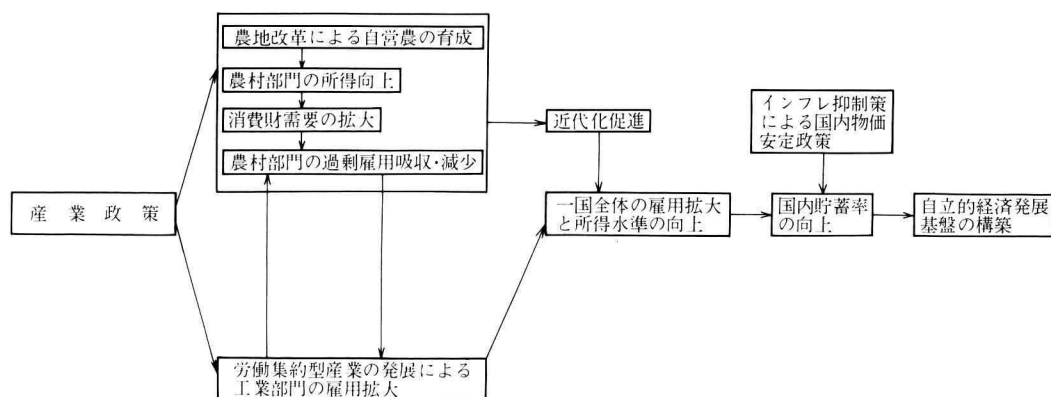 農地改革による自営農の育成
農村部門の所得向上
消費財需要の拡大
農村部門の過剰雇用吸収・減少
産業政策
労働集約型産業の発展による
工業部門の雇用拡大
近代化促進
一国全体の雇用拡大
と所得水準の向上
インフレ抑制策
による国内物価
安定政策
国内貯蓄率
の向上
自立的経済発展
基盤の構築